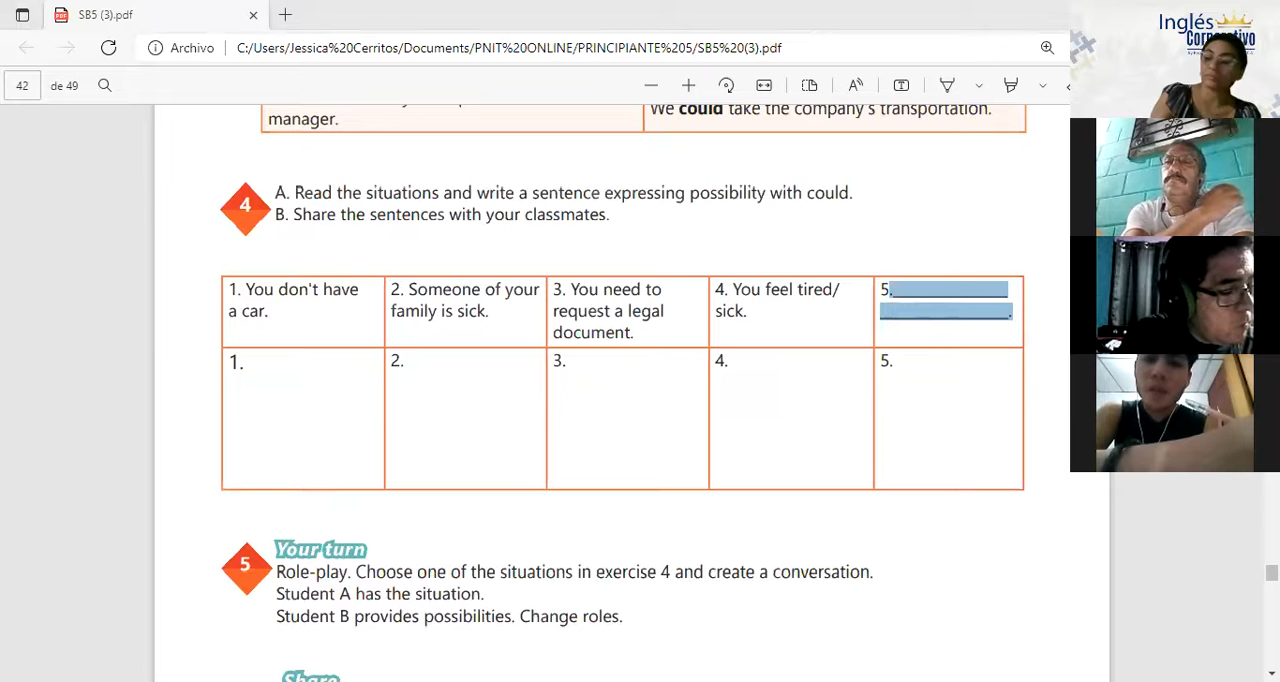 SB5 (3).pdf
Archivo
C:/Users/Jessica%20Cerritos/Documents/PNIT%20ONLINE/PRINCIPIANTE%205/SB5%20(3).pdf
42
de 49
manager.
We could take the company's transportation.
4
A. Read the situations and write a sentence expressing possibility with could.
B. Share the sentences with your classmates.
1. You don't have
a car.
2. Someone of your
family is sick.
3. You need to
request a legal
document.
4. You feel tired/
sick.
5.
1.
2.
3.
4.
5.
5
Your turn
Role-play. Choose one of the situations in exercise 4 and create a conversation.
Student A has the situation.
Student B provides possibilities. Change roles.
Share
Inglés
Corporativo